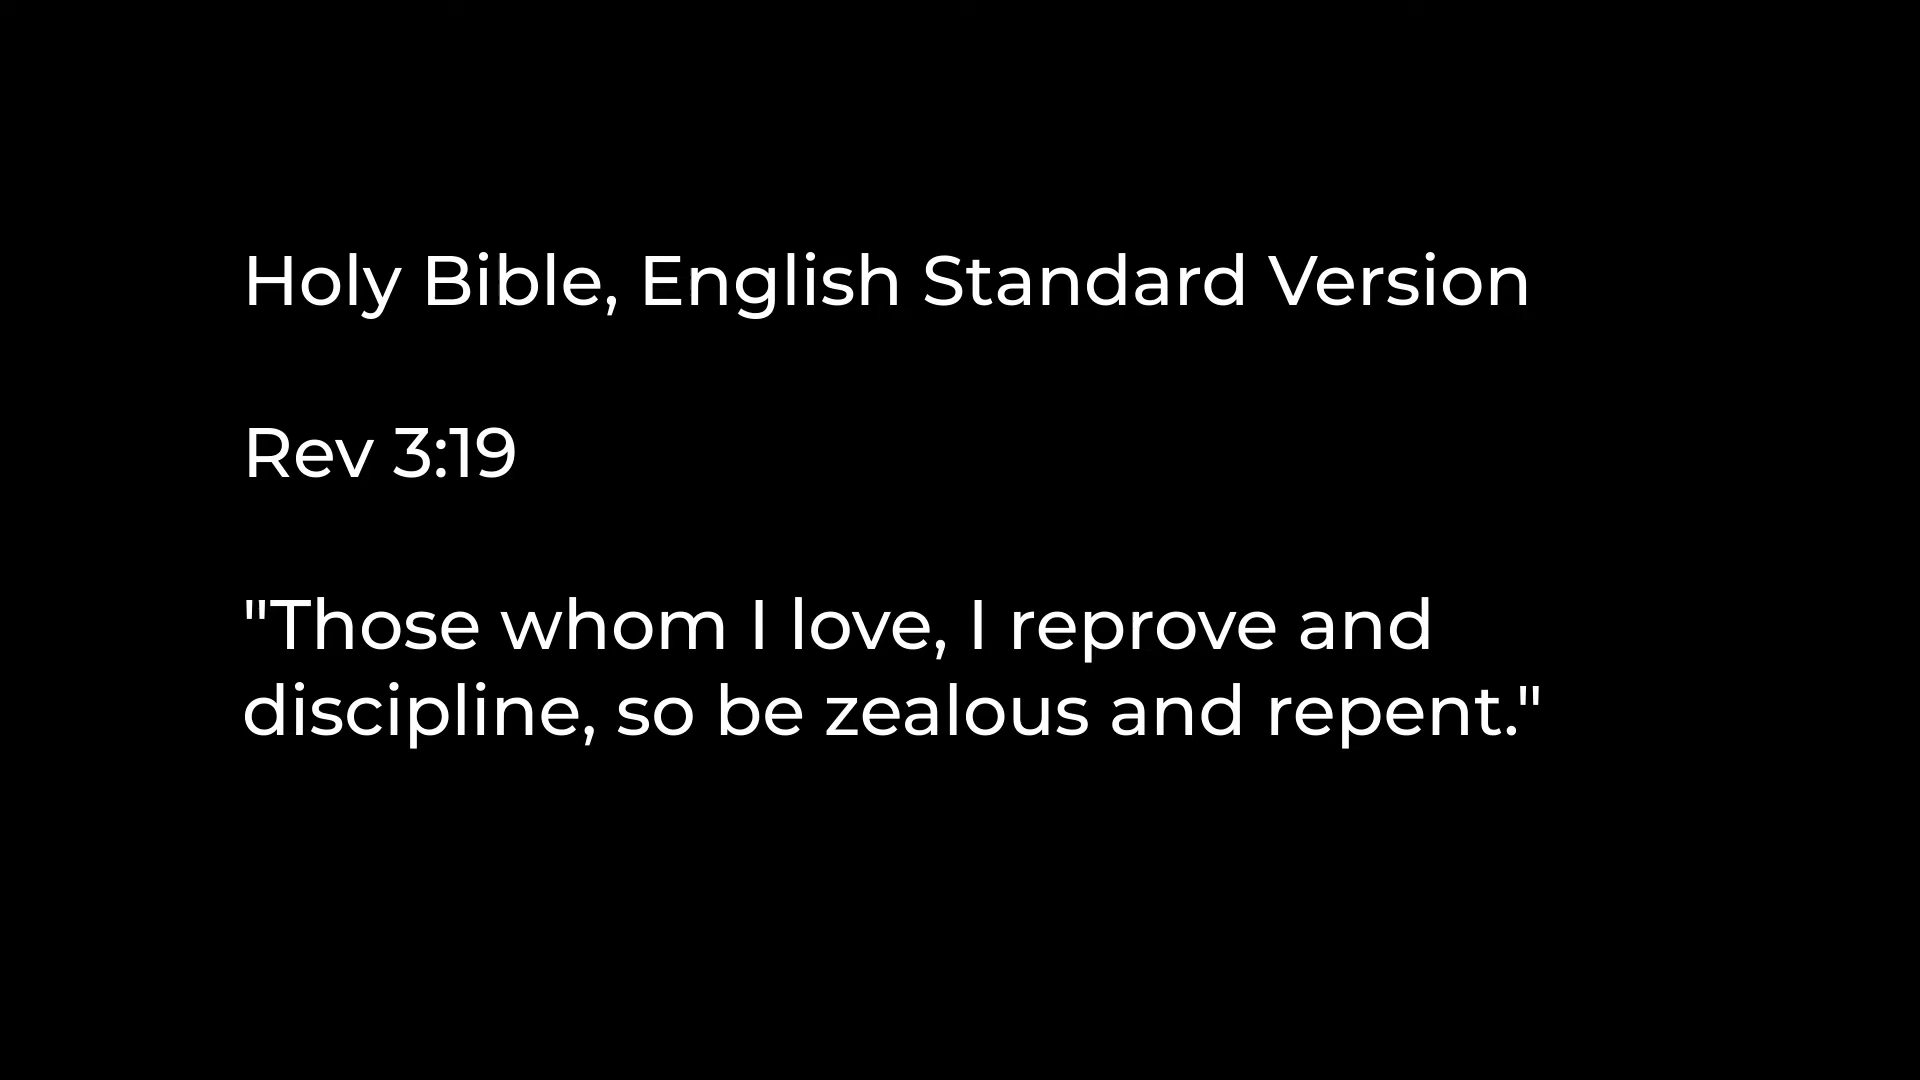 Holy Bible, English Standard Version
Rev 3:19
"Those whom I love, I reprove and
discipline, so be zealous and repent."